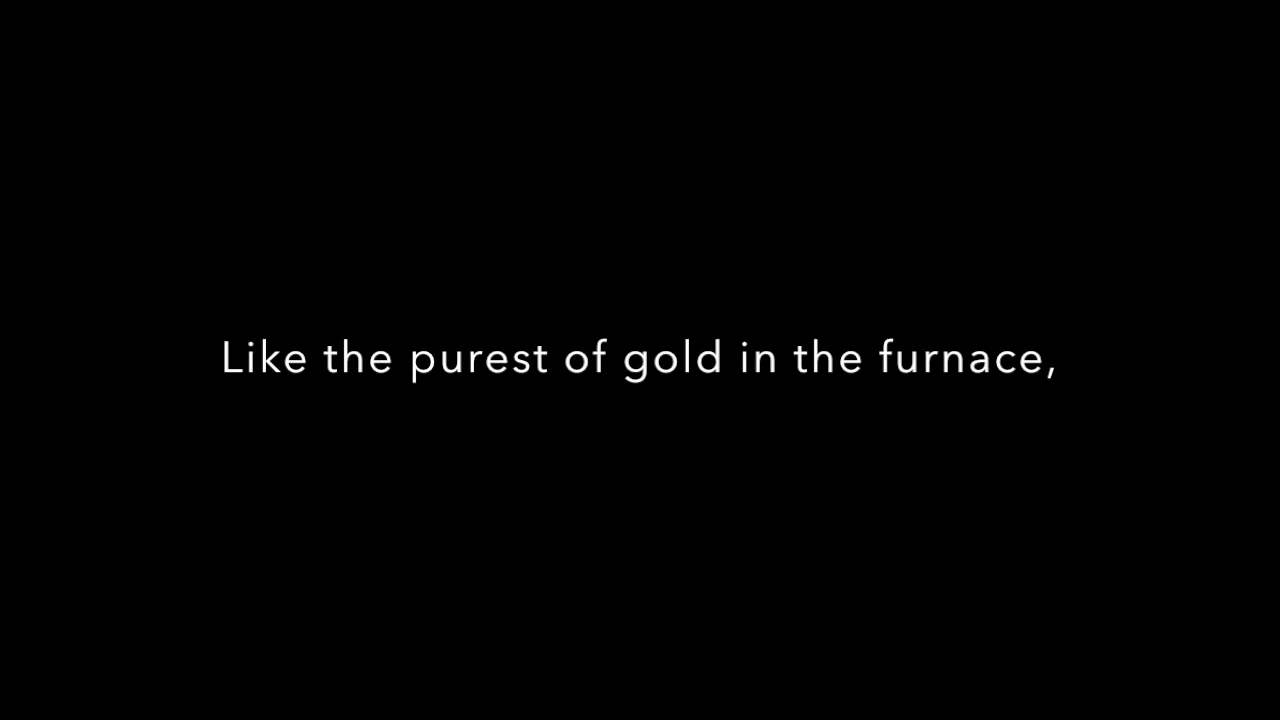 Like the purest of gold in the furnace,